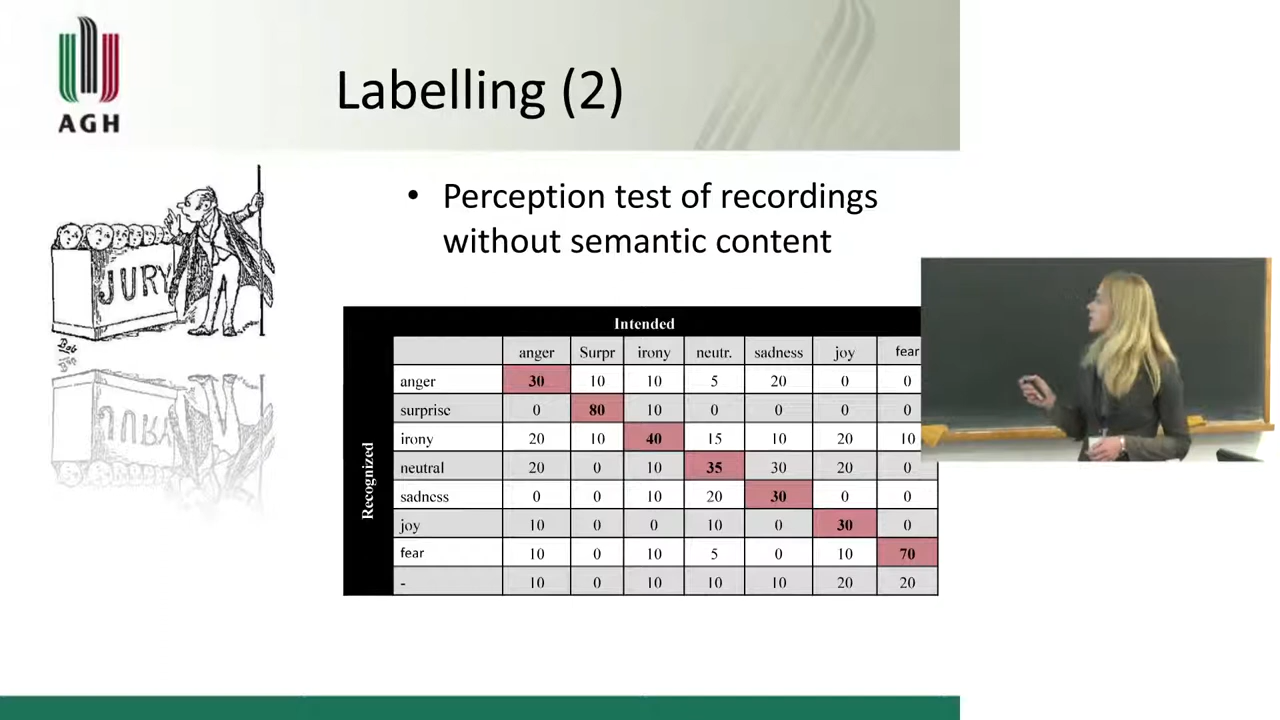 AGH
Labelling (2)
JURY
Bob
• Perception test of recordings
without semantic content
Intended
anger Surpr irony neutr. sadness joy fear
Recognized
anger 30 10 10 5 20 0 0
surprise 0 80 10 0 0 0 0
irony 20 10 40 15 10 20 10
neutral 20 0 10 35 30 20 0
sadness 0 0 10 20 30 0 0
joy 10 0 0 10 0 30 0
fear 10 0 10 5 0 10 70
- 10 0 10 10 10 20 20